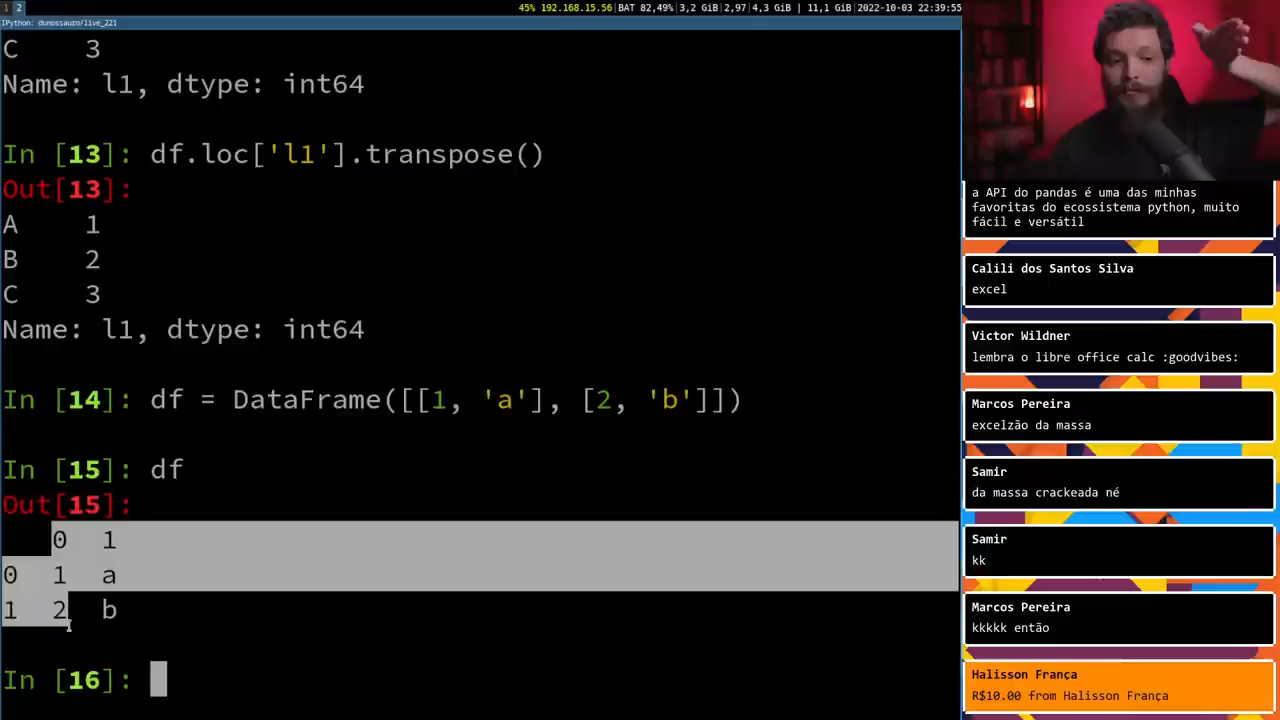 1 2 45% 192.168.15.56|BAT 82,49%|3,2 GiB|2,97|4,3 GiB | 11,1 GiB|2022-10-03 22:39:55
IPython: dunossauro/live_221
C     3
Name: l1, dtype: int64
In [13]: df.loc['l1'].transpose()
Out[13]:
A     1
B     2
C     3
Name: l1, dtype: int64
In [14]: df = DataFrame([[1, 'a'], [2, 'b']])
In [15]: df
Out[15]:
   0  1
0  1  a
1  2  b
In [16]:
a API do pandas é uma das minhas
favoritas do ecossistema python, muito
fácil e versátil
Calili dos Santos Silva
excel
Victor Wildner
lembra o libre office calc :goodvibes:
Marcos Pereira
excelzão da massa
Samir
da massa crackeada né
Samir
kk
Marcos Pereira
kkkkk então
Halisson França
R$10.00 from Halisson França